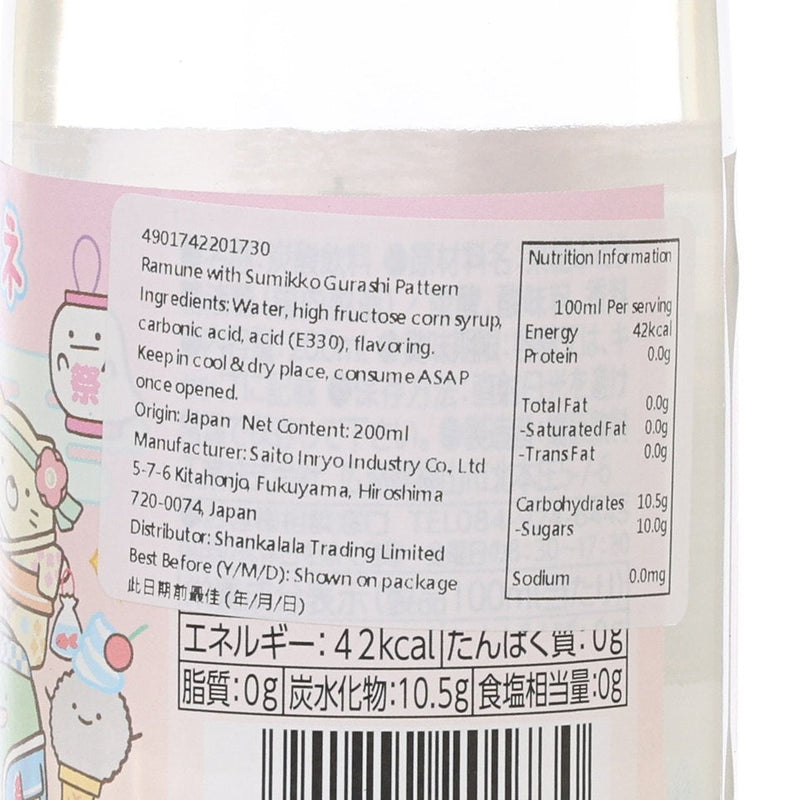 ネ
祭
4901742201730
Ramune with Sumikko Gurashi Pattern
Ingredients: Water, high fructose corn syrup,
carbonic acid, acid (E330), flavoring.
Keep in cool & dry place, consume ASAP
once opened.
Origin: Japan Net Content: 200ml
Manufacturer: Saito Inryo Industry Co, Ltd
5-7-6 Kitahonjo, Fukuyama, Hiroshima
720-0074, Japan
Distributor: Shankalala Trading Limited
Best Before (Y/M/D): Shown on package
此日期前最佳 (年/月/日)
Nutrition Information
100ml Per serving
Energy 42kcal
Protein 0.0g
Total Fat 0.0g
-Saturated Fat 0.0g
-Trans Fat 0.0g
Carbohydrates 10.5g
-Sugars 10.0g
Sodium 0.0mg
エネルギー:42kcal たんぱく質:0g
脂質:0g 炭水化物:10.5g 食塩相当量:0g